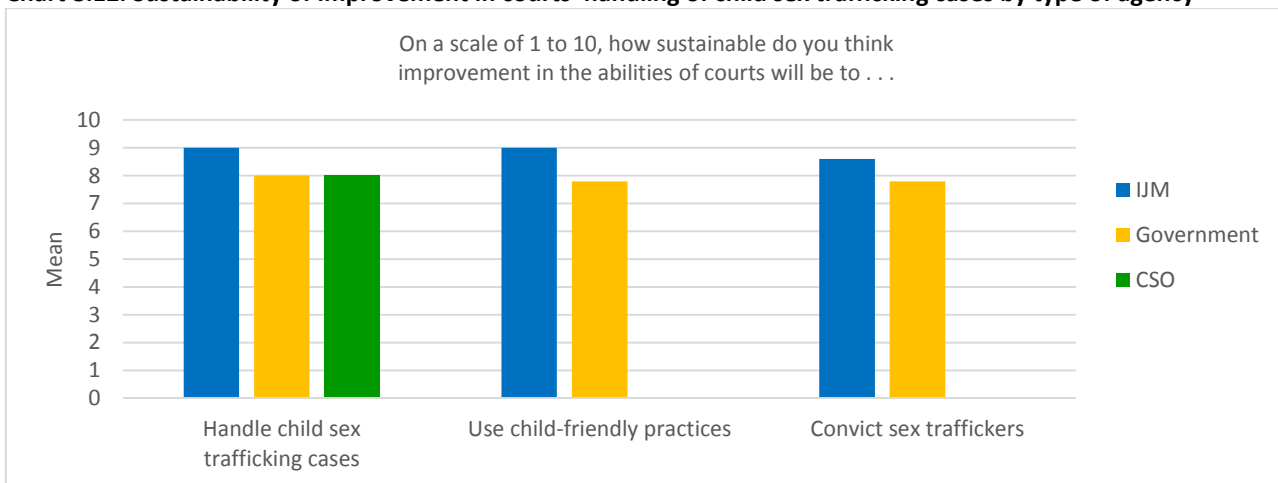 On a scale of 1 to 10, how sustainable do you think
improvement in the abilities of courts will be to . . .
10
9
8
7
6
5
4
3
2
1
0
Mean
Handle child sex
trafficking cases
Use child-friendly practices
Convict sex traffickers
IJM
Government
CSO